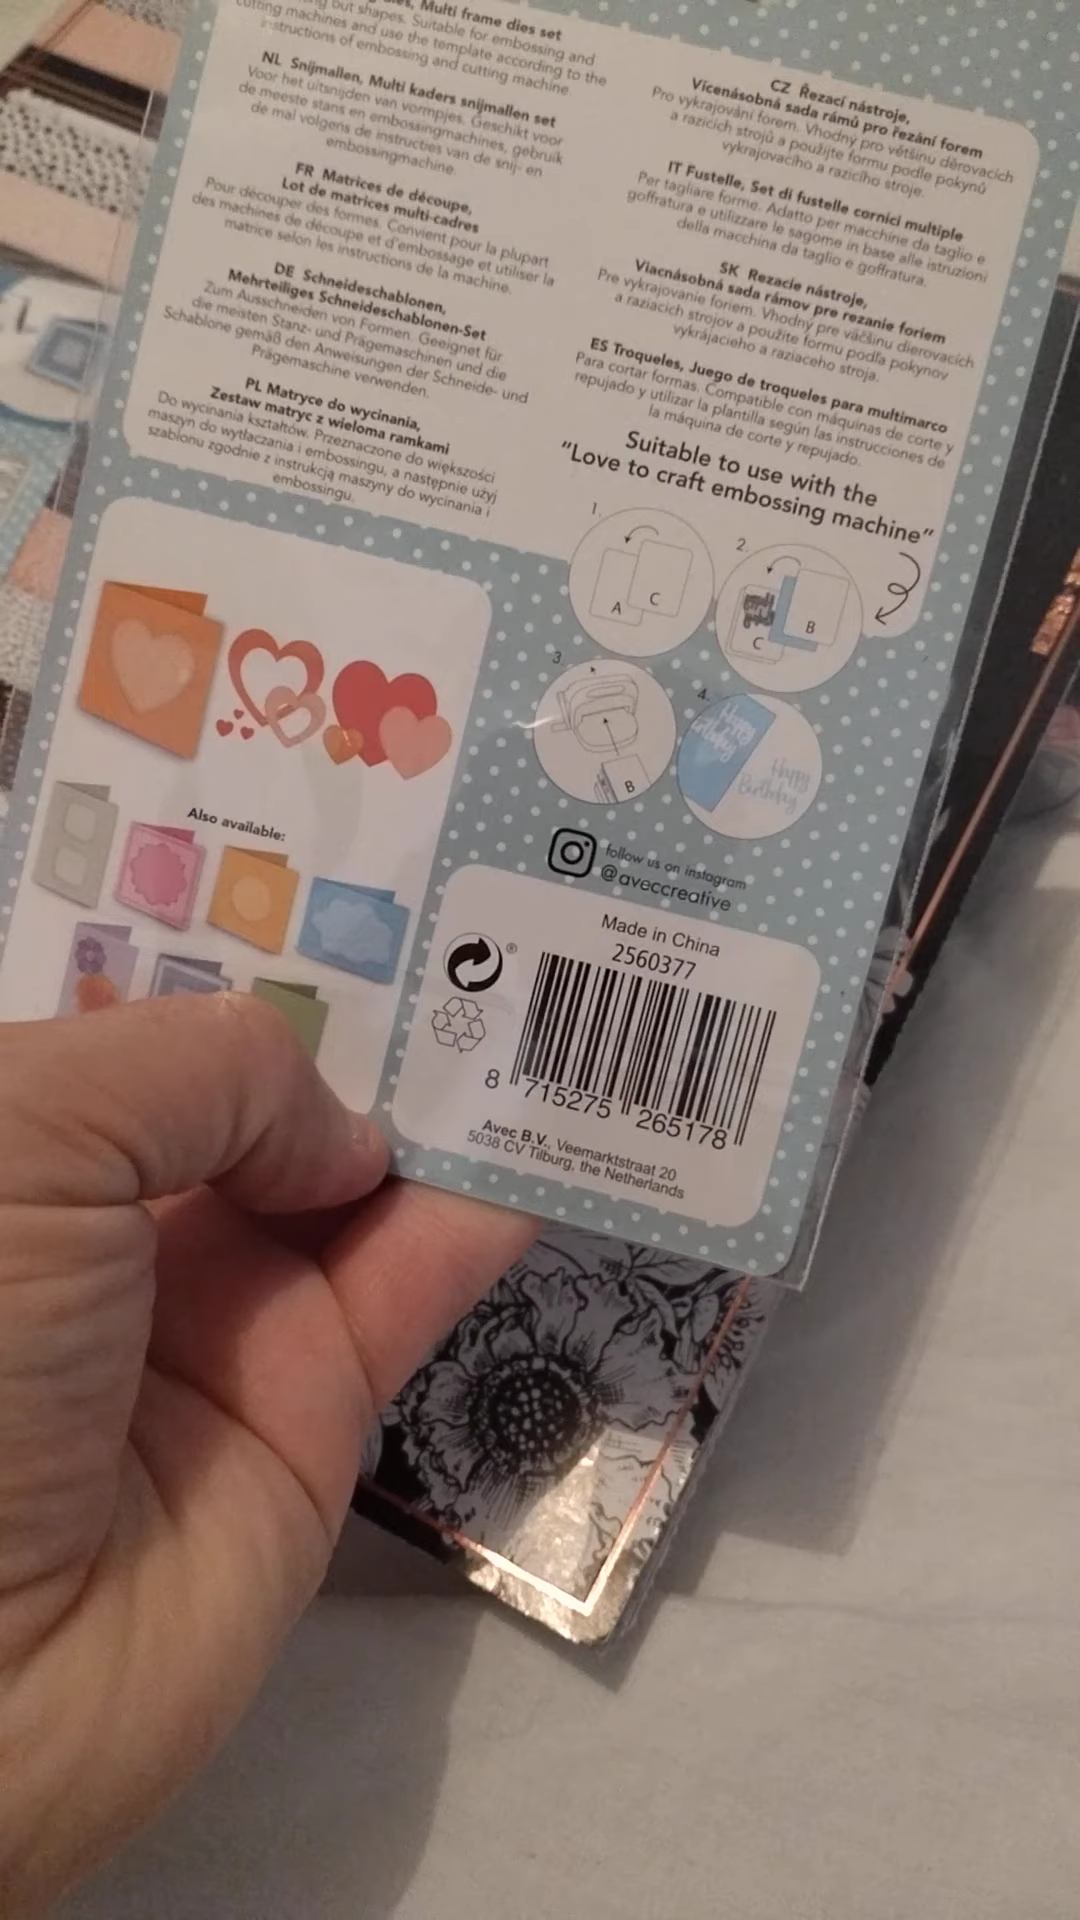 Multi frame dies set
out shapes. Suitable for embossing and
cutting machines and use the template according to the
instructions of embossing and cutting machine.
NL Snijmallen, Multi kaders snijmallen set
Voor het uitsnijden van vormpjes. Geschikt voor
de meeste stans en embossingmachines, gebruik
de mal volgens de instructies van de snij- en
embossingmachine.
FR Matrices de découpe,
Lot de matrices multi-cadres
Pour découper des formes. Convient pour la plupart
des machines de découpe et d'embossage et utiliser la
matrice selon les instructions de la machine.
DE Schneideschablonen,
Mehrteiliges Schneideschablonen-Set
Zum Ausschneiden von Formen. Geeignet für
die meisten Stanz- und Prägemaschinen und die
Schablone gemäß den Anweisungen der Schneide- und
Prägemaschine verwenden.
PL Matryce do wycinania,
Zestaw matryc z wieloma ramkami
Do wycinania kształtów. Przeznaczone do większości
maszyn do wytłaczania i embossingu, a następnie użyj
szablonu zgodnie z instrukcją maszyny do wycinania i
embossingu.
CZ Řezací nástroje,
Vícenásobná sada rámů pro řezání forem
Pro vykrajování forem. Vhodný pro většinu děrovacích
a razicích strojů a použijte formu podle pokynů
vykrajovacího a razicího stroje.
IT Fustelle, Set di fustelle cornici multiple
Per tagliare forme. Adatto per macchine da taglio e
goffratura e utilizzare le sagome in base alle istruzioni
della macchina da taglio e goffratura.
SK Rezacie nástroje,
Viacnásobná sada rámov pre rezanie foriem
Pre vykrajovanie foriem. Vhodný pre väčšinu dierovacích
a raziacich strojov a použite formu podľa pokynov
vykrajacieho a raziaceho stroja.
ES Troqueles, Juego de troqueles para multimarco
Para cortar formas. Compatible con máquinas de corte y
repujado y utilizar la plantilla según las instrucciones de
la máquina de corte y repujado.
Suitable to use with the
"Love to craft embossing machine"
1.
A
C
2.
B
C
3.
B
4.
Happy
Birthday
Happy
Birthday
Also available:
follow us on instagram
@aveccreative
Made in China
2560377
®
8 715275 265178
Avec B.V., Veemarktstraat 20
5038 CV Tilburg, the Netherlands